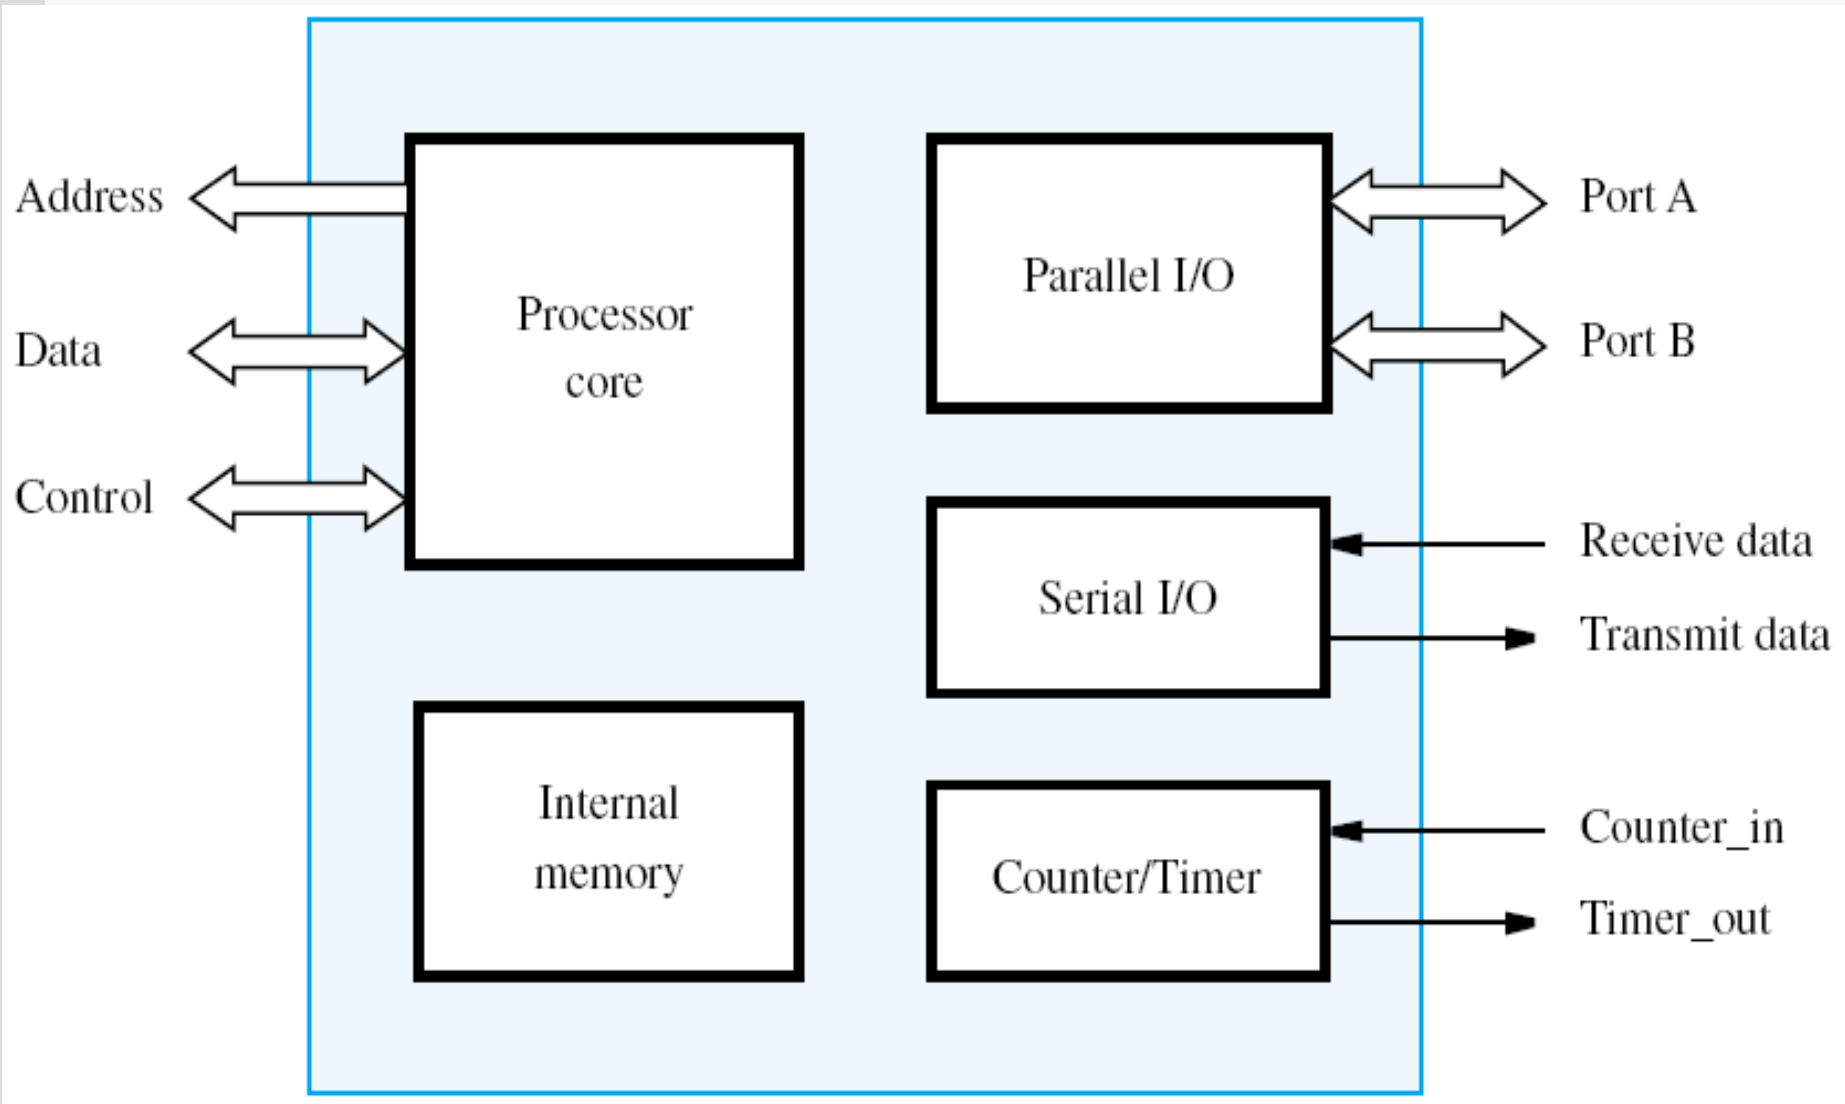 Address
Data
Control
Processor
core
Internal
memory
Parallel I/O
Serial I/O
Counter/Timer
Port A
Port B
Receive data
Transmit data
Counter_in
Timer_out